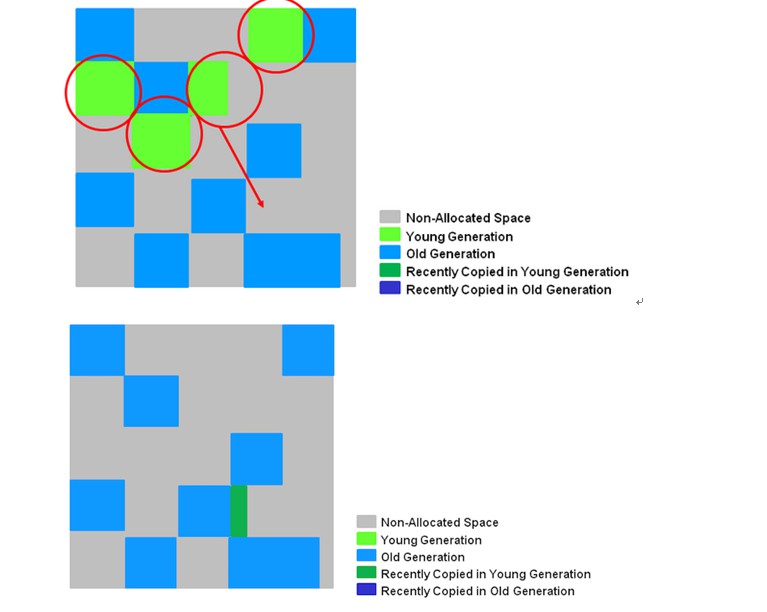 Non-Allocated Space
Young Generation
Old Generation
Recently Copied in Young Generation
Recently Copied in Old Generation
Non-Allocated Space
Young Generation
Old Generation
Recently Copied in Young Generation
Recently Copied in Old Generation